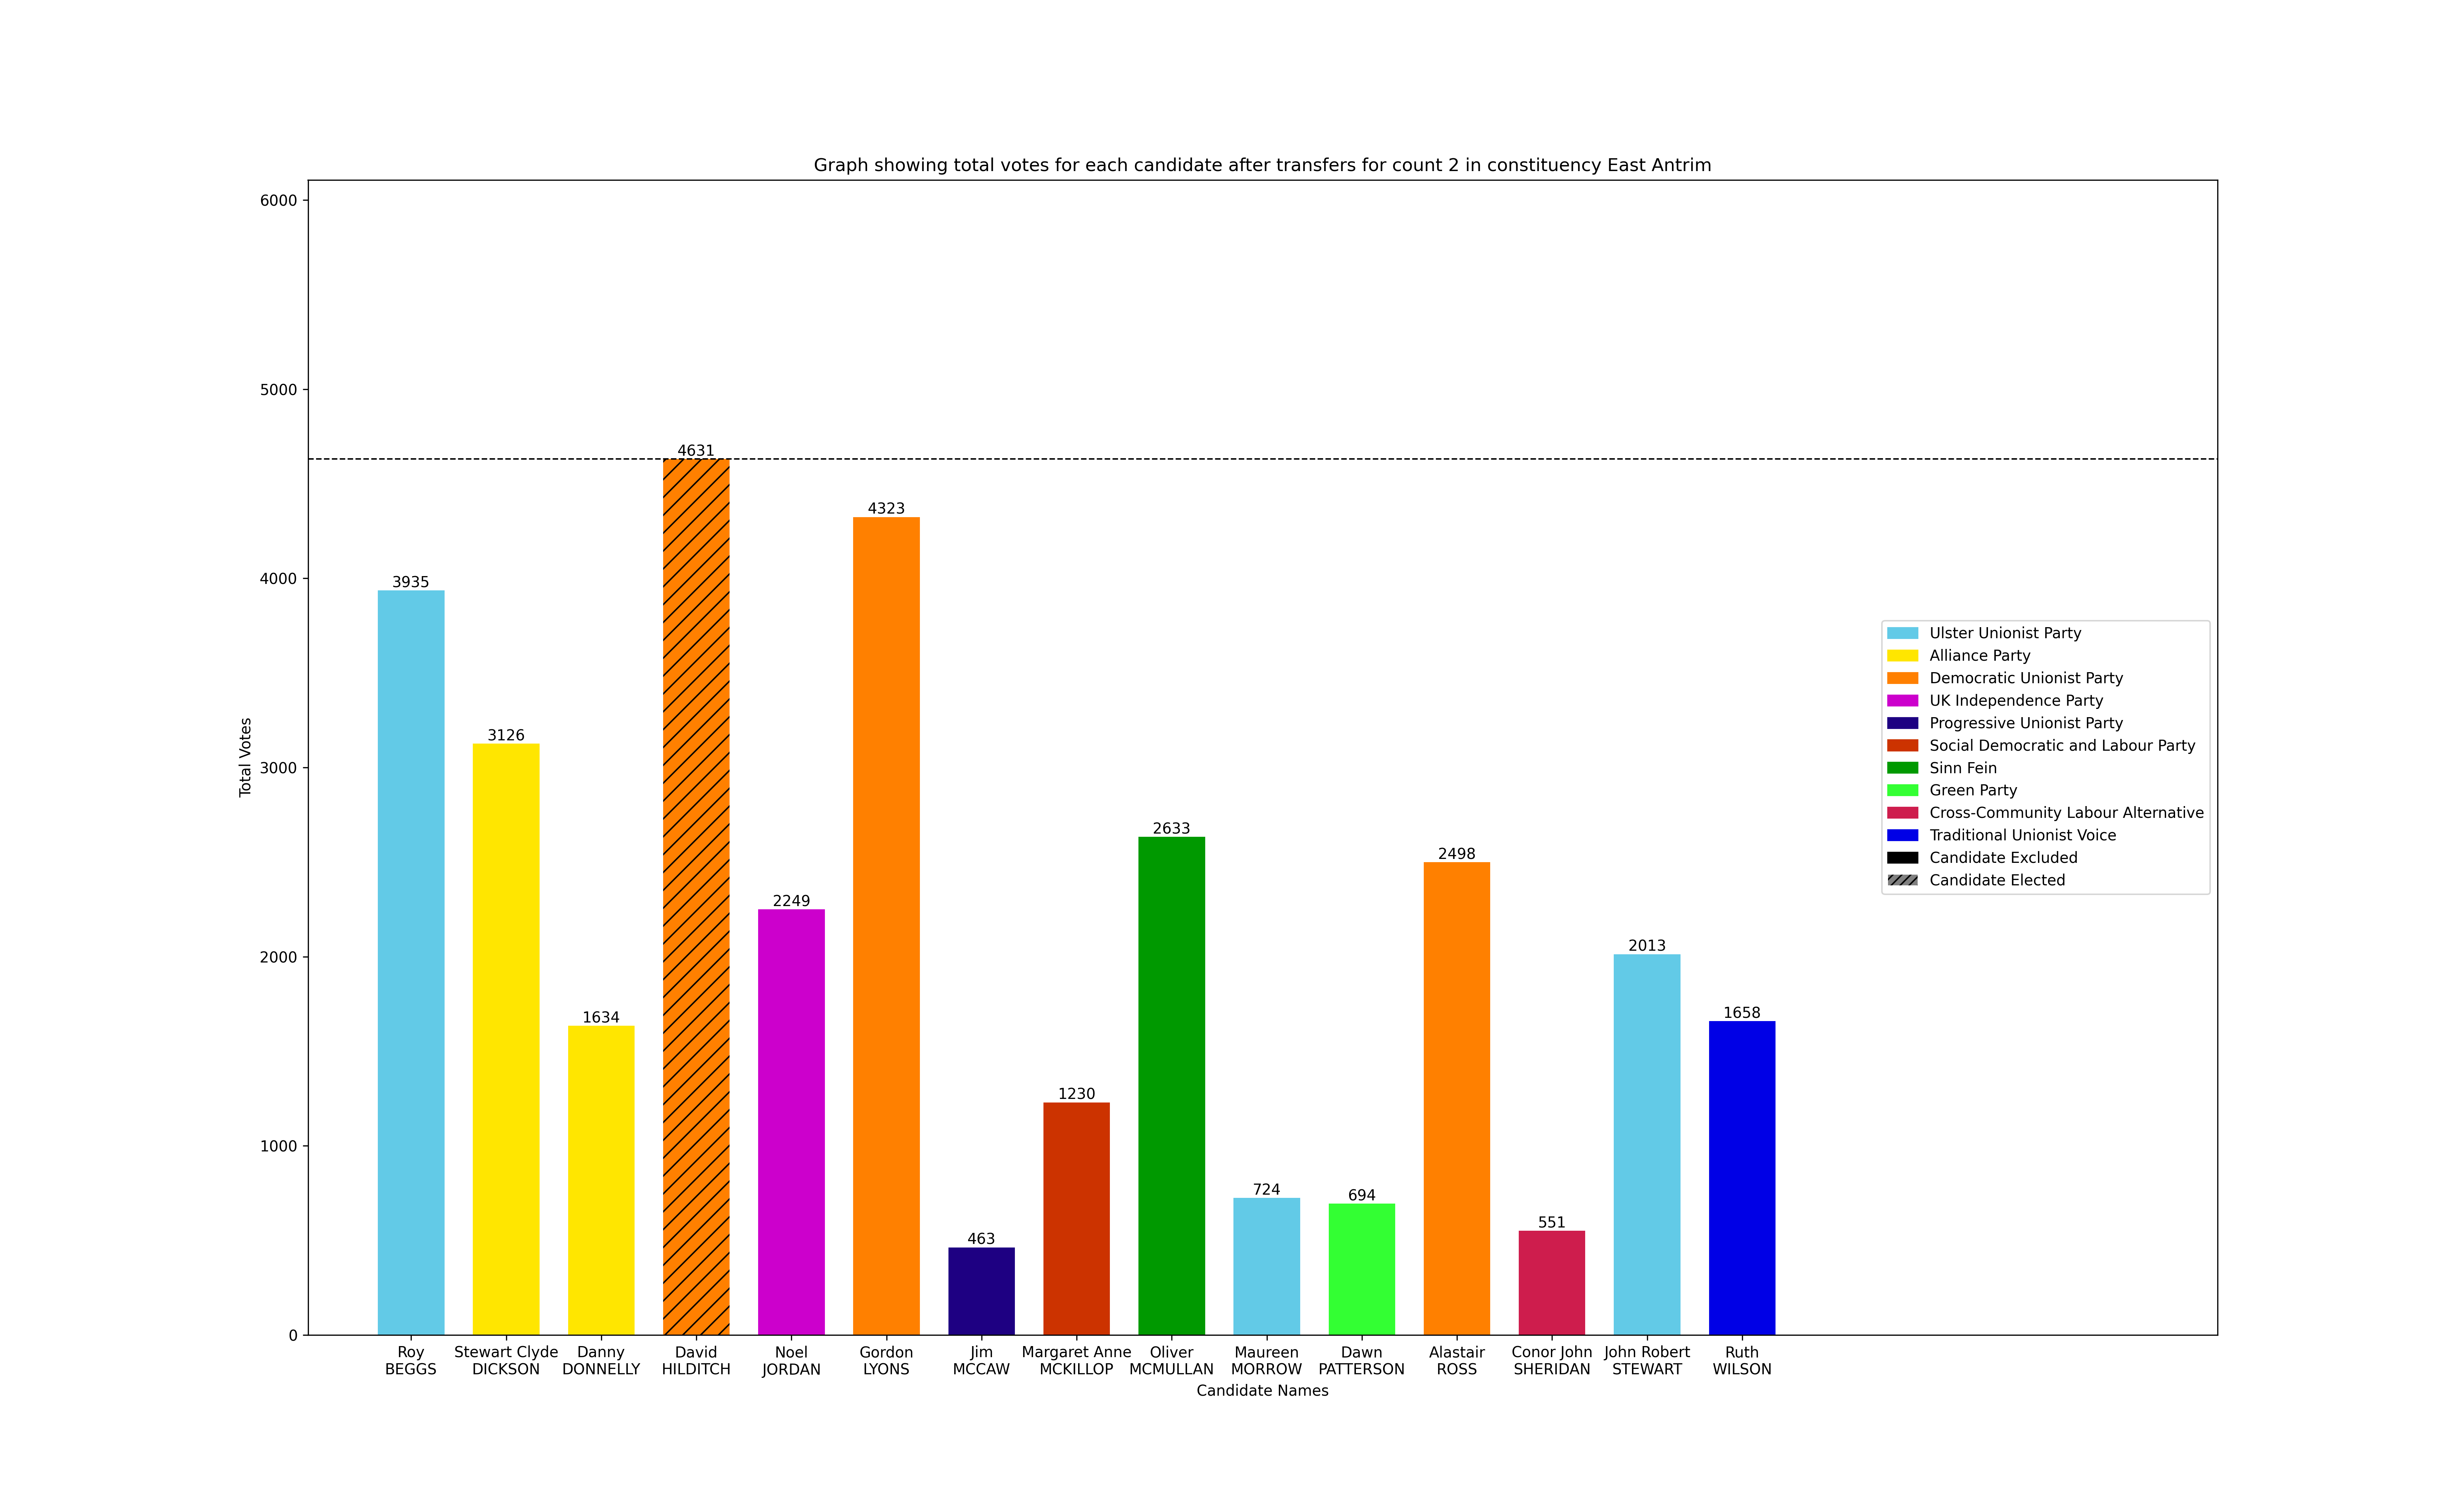 Graph showing total votes for each candidate after transfers for count 2 in constituency East Antrim
6000
5000
4000
3000
2000
1000
0
Total Votes
3935
3126
1634
4631
2249
4323
463
1230
2633
724
694
2498
551
2013
1658
Ulster Unionist Party
Alliance Party
Democratic Unionist Party
UK Independence Party
Progressive Unionist Party
Social Democratic and Labour Party
Sinn Fein
Green Party
Cross-Community Labour Alternative
Traditional Unionist Voice
Candidate Excluded
Candidate Elected
Roy
BEGGS
Stewart Clyde
DICKSON
Danny
DONNELLY
David
HILDITCH
Noel
JORDAN
Gordon
LYONS
Jim
MCCAW
Margaret Anne
MCKILLOP
Oliver
MCMULLAN
Maureen
MORROW
Dawn
PATTERSON
Alastair
ROSS
Conor John
SHERIDAN
John Robert
STEWART
Ruth
WILSON
Candidate Names